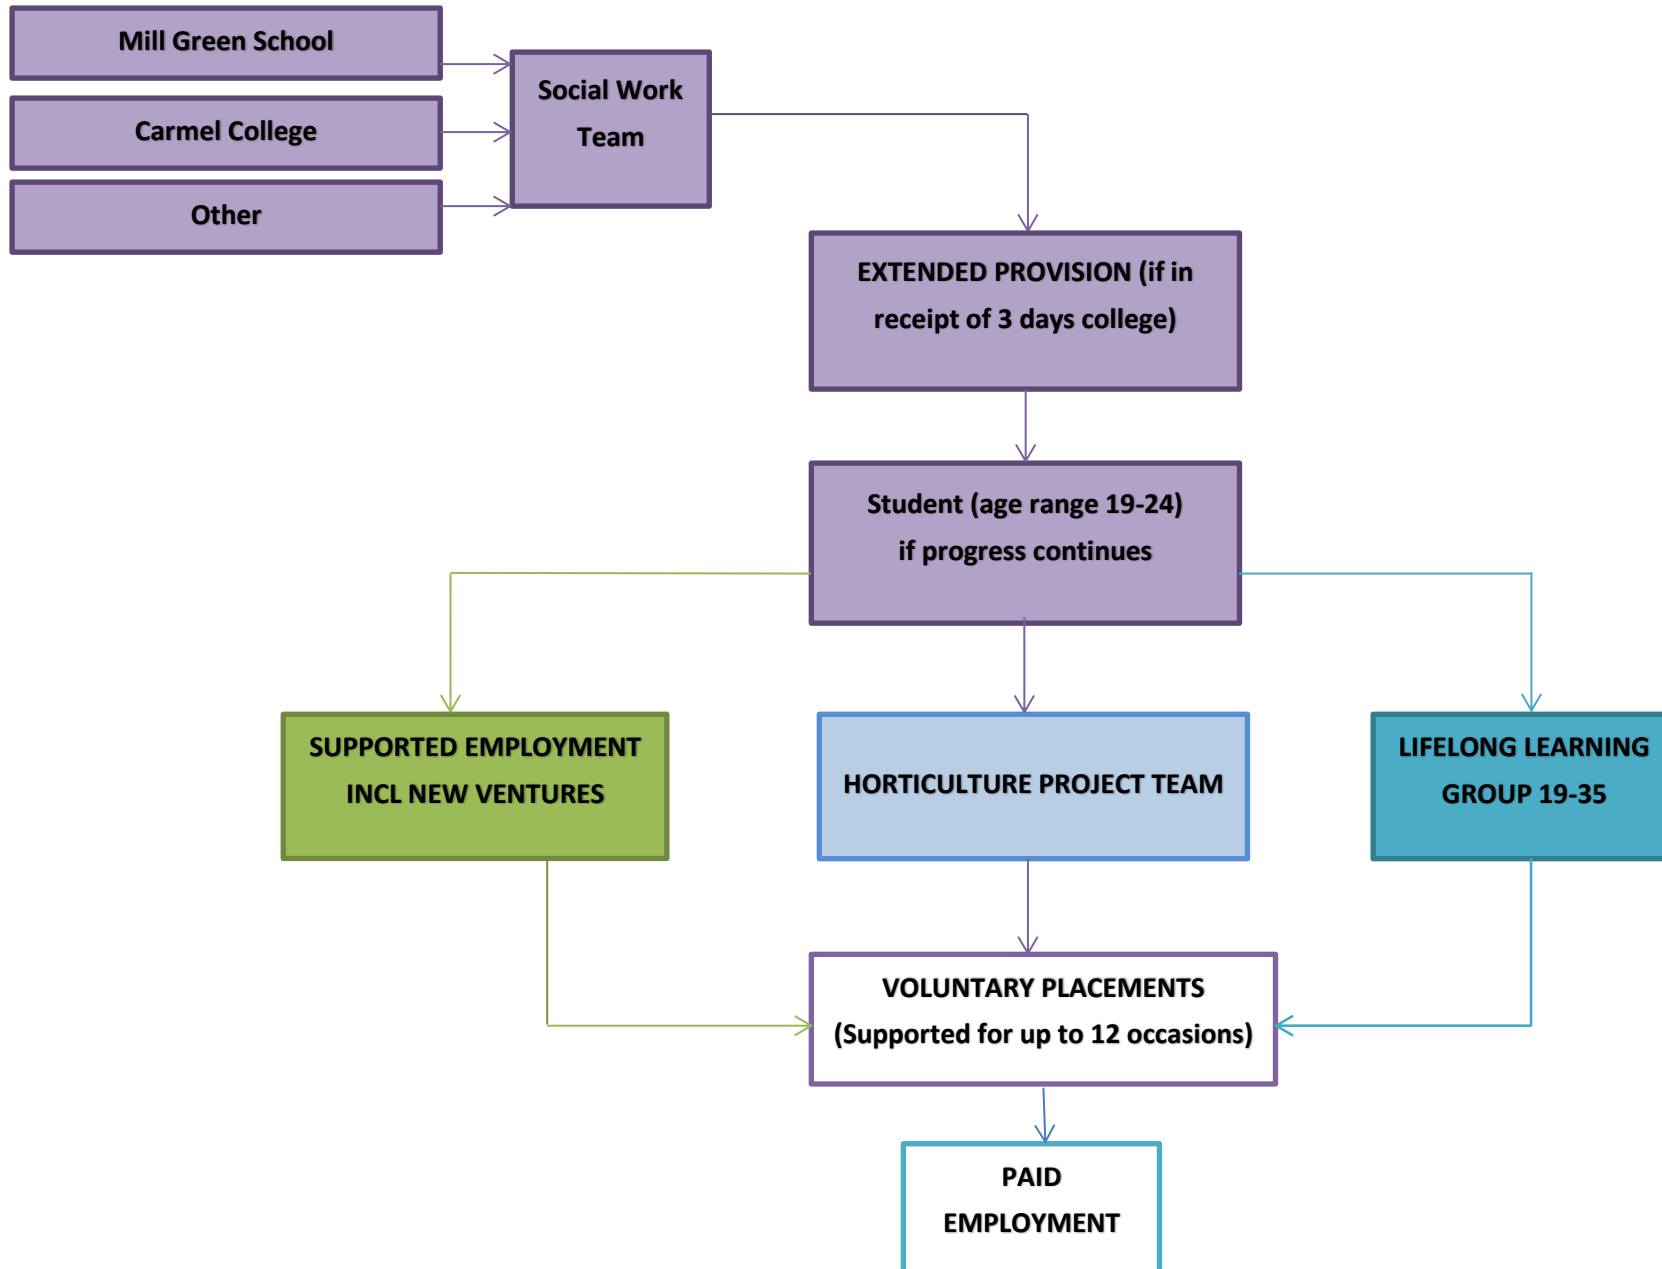 Mill Green School
Carmel College
Other
Social Work
Team
EXTENDED PROVISION (if in
receipt of 3 days college)
Student (age range 19-24)
if progress continues
SUPPORTED EMPLOYMENT
INCL NEW VENTURES
HORTICULTURE PROJECT TEAM
LIFELONG LEARNING
GROUP 19-35
VOLUNTARY PLACEMENTS
(Supported for up to 12 occasions)
PAID
EMPLOYMENT